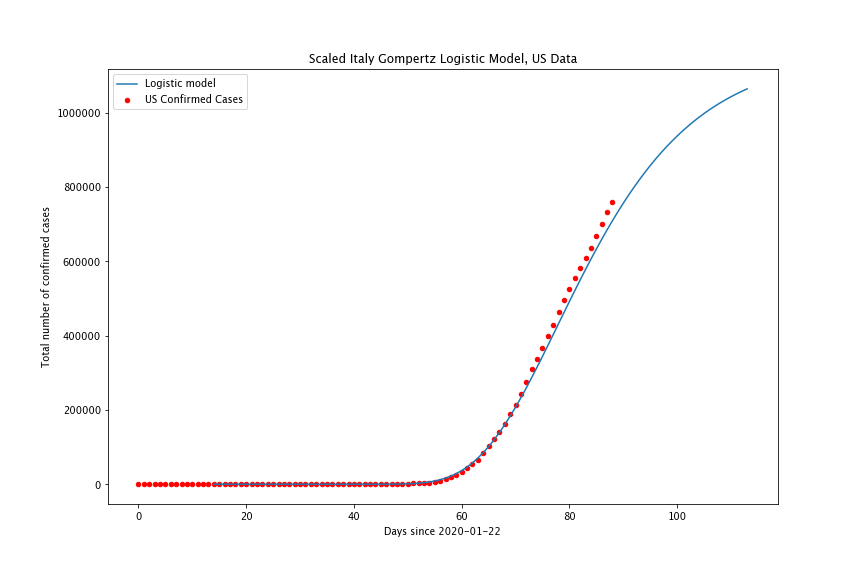 Scaled Italy Gompertz Logistic Model, US Data
Logistic model
US Confirmed Cases
1000000
800000
600000
400000
200000
0
Total number of confirmed cases
0 20 40 60 80 100
Days since 2020-01-22